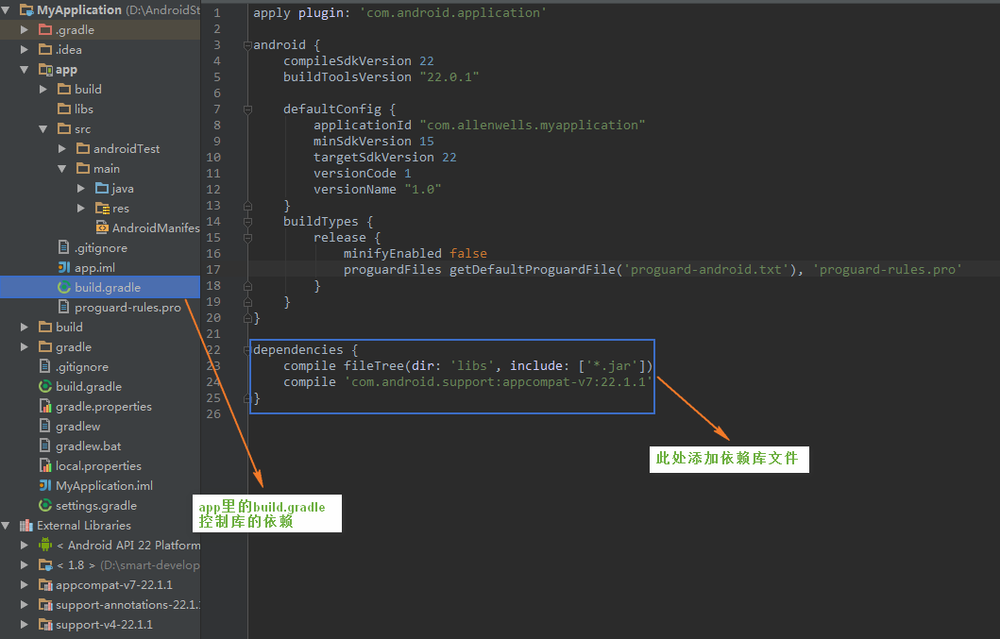 MyApplication (D:\AndroidSt
.gradle
.idea
app
build
libs
src
androidTest
main
java
res
AndroidManifes
.gitignore
app.iml
build.gradle
proguard-rules.pro
build
gradle
.gitignore
build.gradle
gradle.properties
gradlew
gradlew.bat
local.properties
MyApplication.iml
settings.gradle
External Libraries
< Android API 22 Platform
< 1.8 > (D:\smart-develop
appcompat-v7-22.1.1
support-annotations-22.1.1
support-v4-22.1.1
1 apply plugin: 'com.android.application'
2
3 android {
4 compileSdkVersion 22
5 buildToolsVersion "22.0.1"
6
7 defaultConfig {
8 applicationId "com.allenwells.myapplication"
9 minSdkVersion 15
10 targetSdkVersion 22
11 versionCode 1
12 versionName "1.0"
13 }
14 buildTypes {
15 release {
16 minifyEnabled false
17 proguardFiles getDefaultProguardFile('proguard-android.txt'), 'proguard-rules.pro'
18 }
19 }
20 }
21
22 dependencies {
23 compile fileTree(dir: 'libs', include: ['*.jar'])
24 compile 'com.android.support:appcompat-v7:22.1.1'
25 }
26
此处添加依赖库文件
app里的build.gradle
控制库的依赖